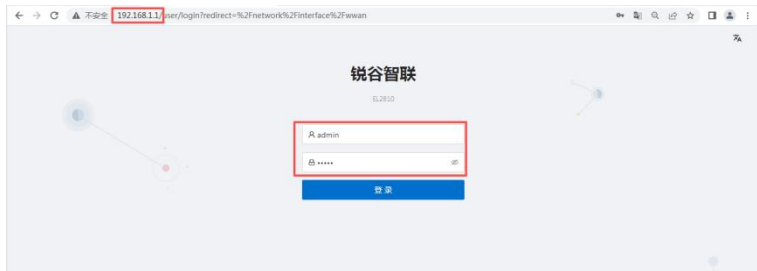 不安全 192.168.1.1/user/login?redirect=%2Fnetwork%2Finterface%2Fwwan
锐谷智联
EL2810
admin
•••••
登 录